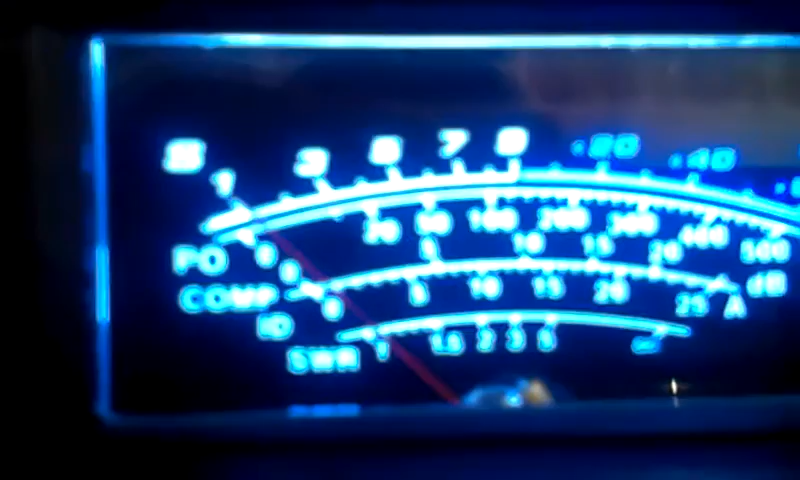 S 1 3 5 7 9 +20 +40
PO 0 50 100 200 300 400 500
0 5 10 15 20 dB
COMP 0 5 10 15 20 25 A
ID
SWR 1 1.5 2 3 5 ∞